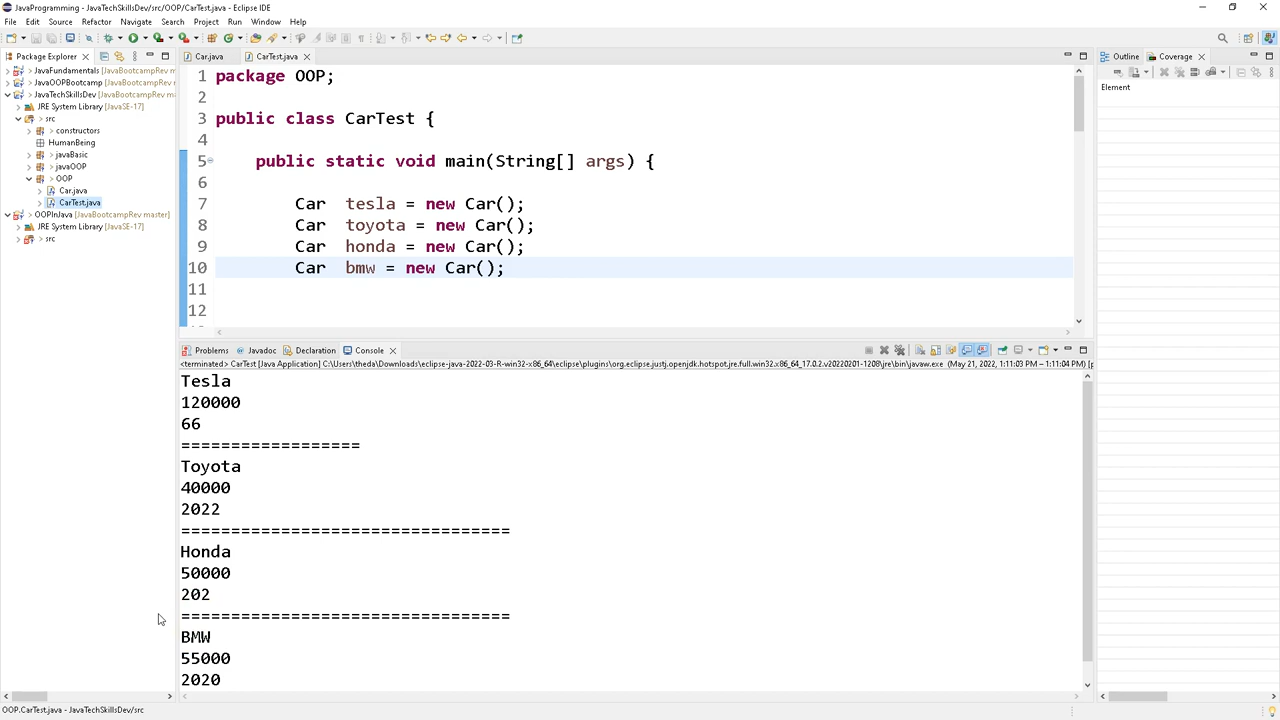 JavaProgramming - JavaTechSkillsDev/src/OOP/CarTest.java - Eclipse IDE
File Edit Source Refactor Navigate Search Project Run Window Help
Package Explorer
Car.java
CarTest.java
Outline
Coverage
JavaFundamentals [JavaBootcampRev m
JavaOOPBootcamp [JavaBootcampRev m
JavaTechSkillsDev [JavaBootcampRev ma
JRE System Library [JavaSE-17]
src
constructors
HumanBeing
javaBasic
javaOOP
OOP
Car.java
CarTest.java
OOPInJava [JavaBootcampRev master]
JRE System Library [JavaSE-17]
src
1 package OOP;
2
3 public class CarTest {
4
5 public static void main(String[] args) {
6
7 Car tesla = new Car();
8 Car toyota = new Car();
9 Car honda = new Car();
10 Car bmw = new Car();
11
12
Element
Problems
Javadoc
Declaration
Console
<terminated> CarTest [Java Application] C:\Users\theda\Downloads\eclipse-java-2022-03-R-win32-x86_64\eclipse\plugins\org.eclipse.justj.openjdk.hotspot.jre.full.win32.x86_64_17.0.2.v20220201-1208\jre\bin\javaw.exe (May 21, 2022, 1:11:03 PM – 1:11:04 PM) [p
Tesla
120000
66
==================
Toyota
40000
2022
=================================
Honda
50000
202
=================================
BMW
55000
2020
OOP.CarTest.java - JavaTechSkillsDev/src